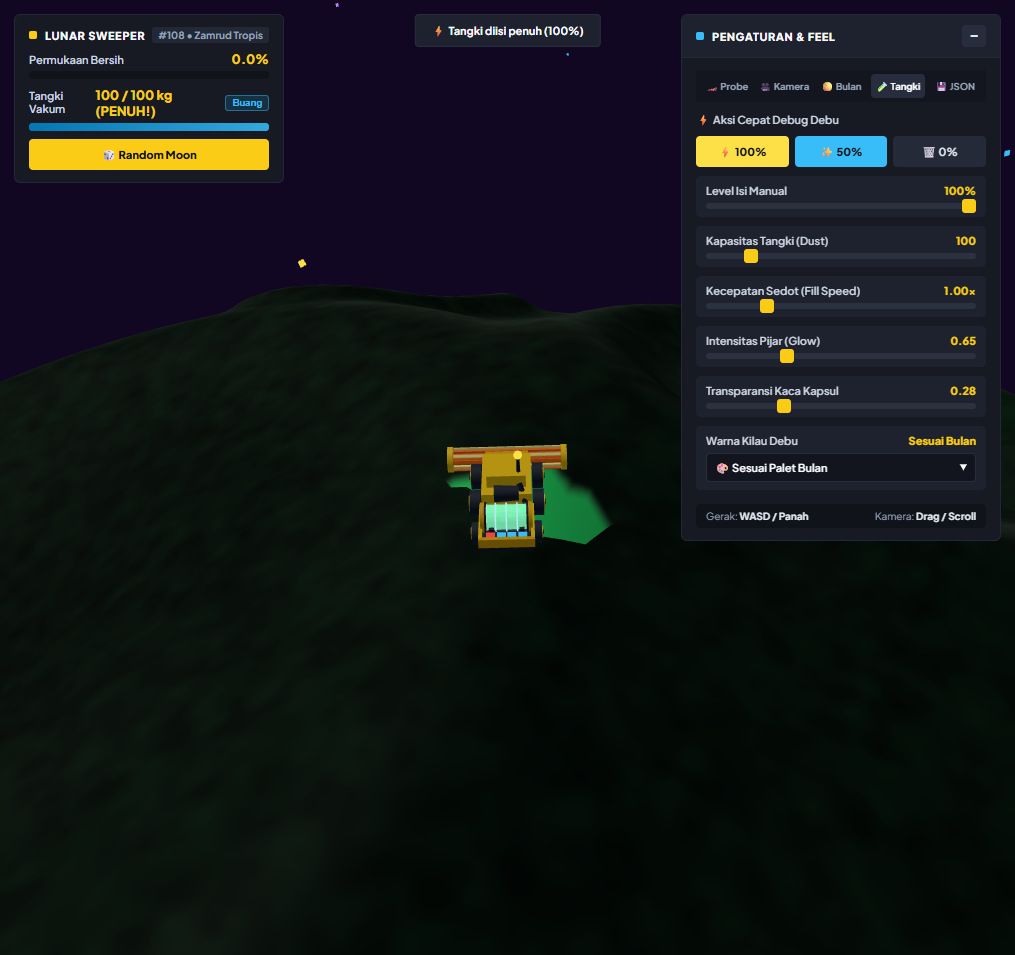 LUNAR SWEEPER #108 • Zamrud Tropis
Permukaan Bersih 0.0%
Tangki Vakum 100 / 100 kg (PENUH!) Buang
Random Moon
Tangki diisi penuh (100%)
PENGATURAN & FEEL
Probe Kamera Bulan Tangki JSON
Aksi Cepat Debug Debu
100% 50% 0%
Level Isi Manual 100%
Kapasitas Tangki (Dust) 100
Kecepatan Sedot (Fill Speed) 1.00×
Intensitas Pijar (Glow) 0.65
Transparansi Kaca Kapsul 0.28
Warna Kilau Debu Sesuai Bulan
Sesuai Palet Bulan
Gerak: WASD / Panah Kamera: Drag / Scroll